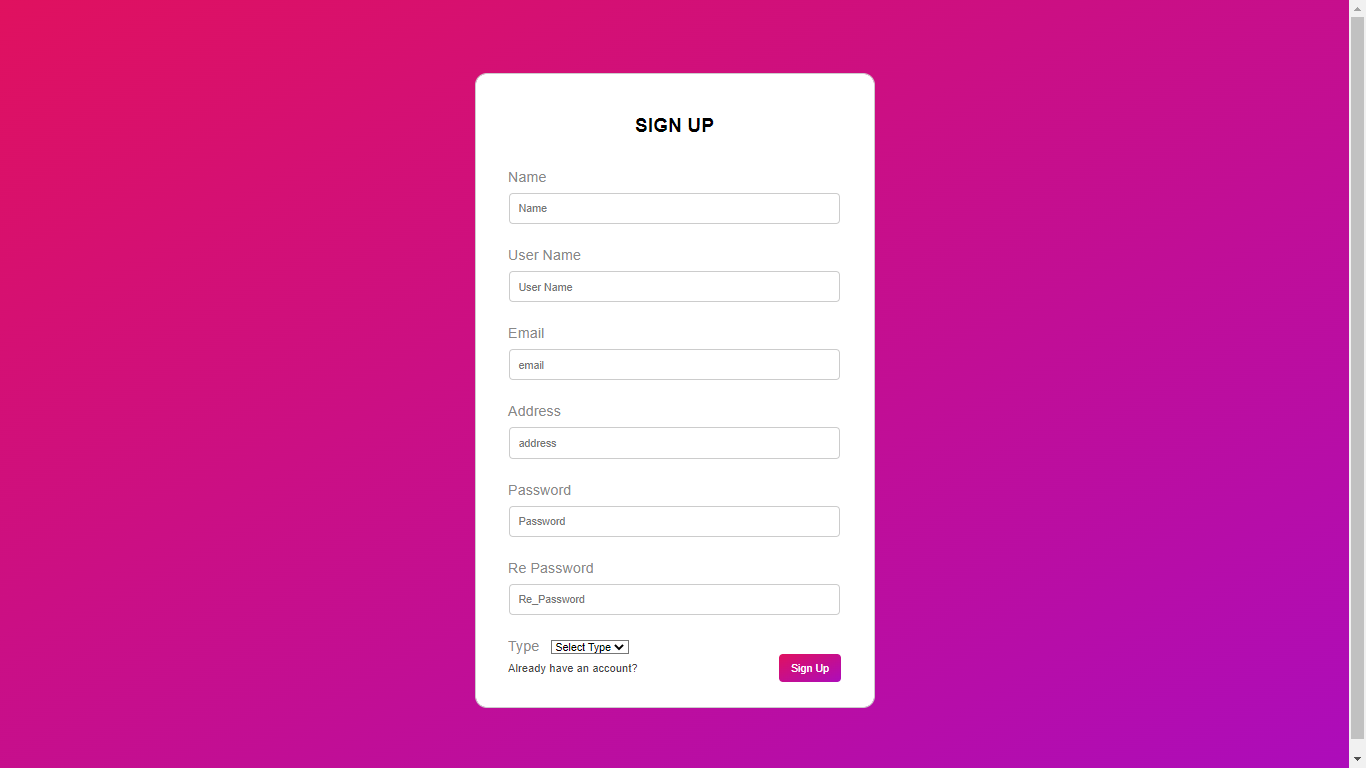 SIGN UP
Name
Name
User Name
User Name
Email
email
Address
address
Password
Password
Re Password
Re_Password
Type Select Type
Already have an account? Sign Up